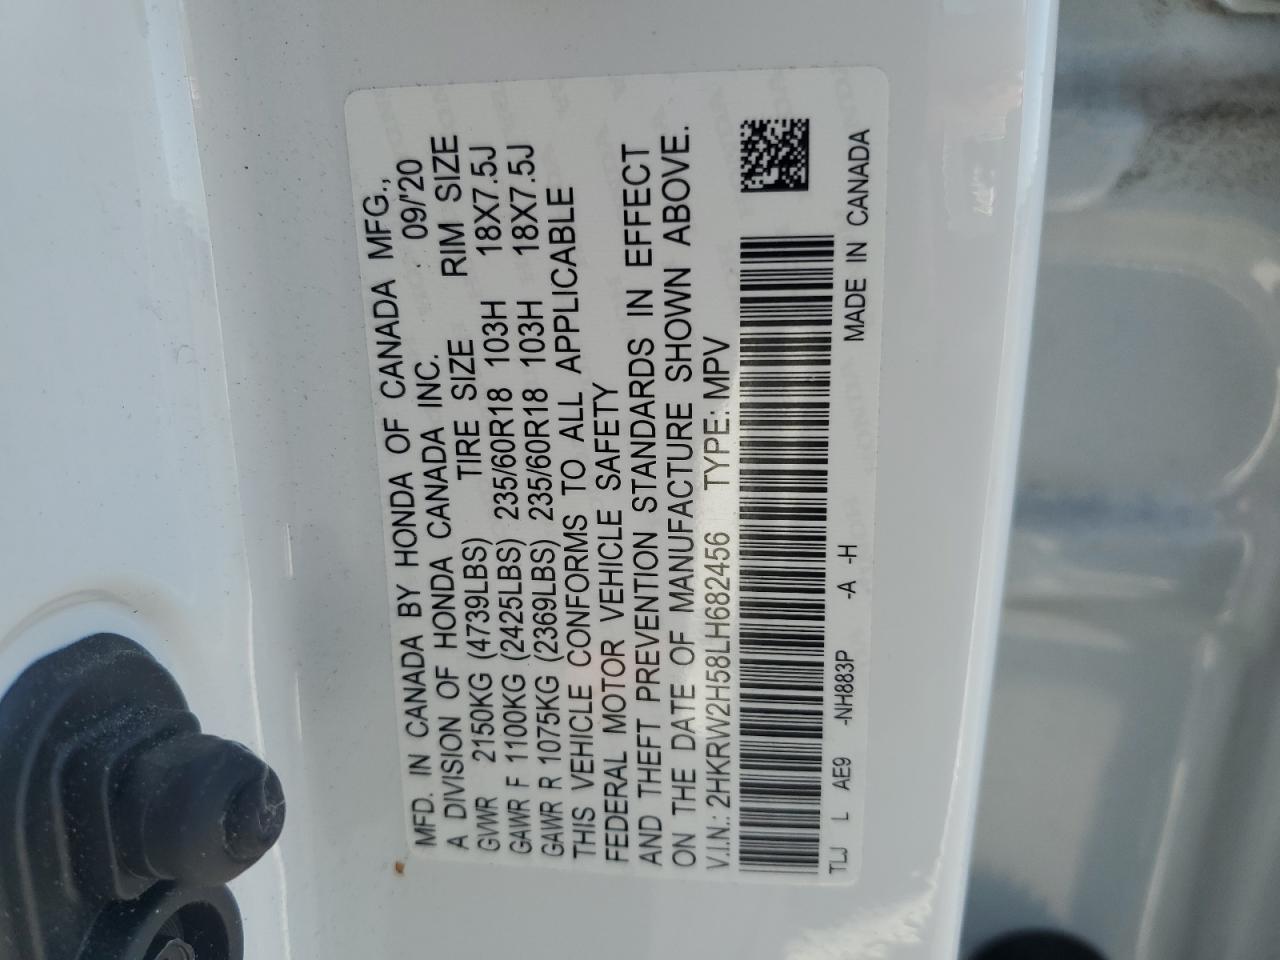 MFD. IN CANADA BY HONDA OF CANADA MFG.,
A DIVISION OF HONDA CANADA INC. 09/'20
GVWR 2150KG (4739LBS) TIRE SIZE RIM SIZE
GAWR F 1100KG (2425LBS) 235/60R18 103H 18X7.5J
GAWR R 1075KG (2369LBS) 235/60R18 103H 18X7.5J
THIS VEHICLE CONFORMS TO ALL APPLICABLE
FEDERAL MOTOR VEHICLE SAFETY
AND THEFT PREVENTION STANDARDS IN EFFECT
ON THE DATE OF MANUFACTURE SHOWN ABOVE.
V.I.N.: 2HKRW2H58LH682456 TYPE: MPV
TLJ L AE9 -NH883P -A -H MADE IN CANADA